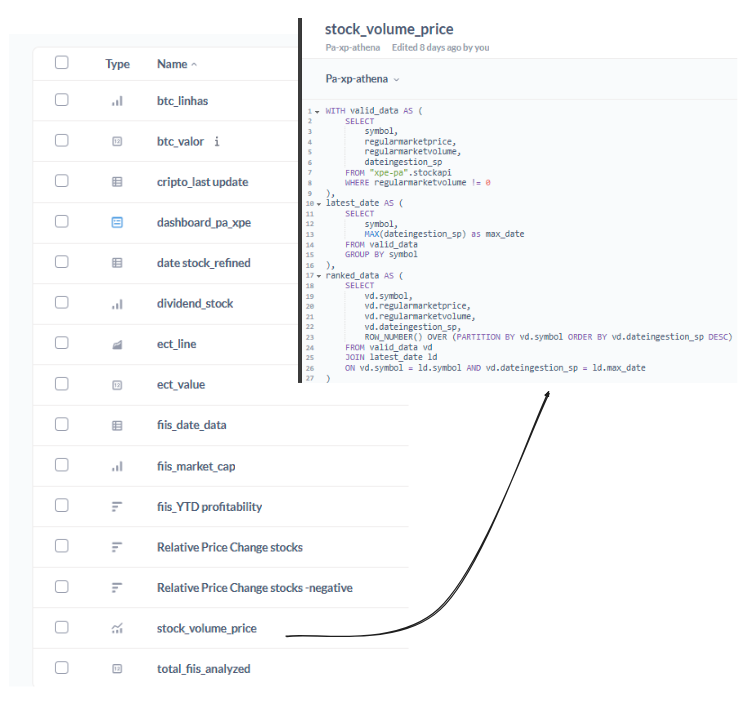 Type Name
btc_linhas
btc_valor i
cripto_last update
dashboard_pa_xpe
date stock_refined
dividend_stock
ect_line
ect_value
fiis_date_data
fiis_market_cap
fiis_YTD profitability
Relative Price Change stocks
Relative Price Change stocks -negative
stock_volume_price
total_fiis_analyzed
stock_volume_price
Pa-xp-athena Edited 8 days ago by you
Pa-xp-athena
1 WITH valid_data AS (
2 SELECT
3 symbol,
4 regularmarketprice,
5 regularmarketvolume,
6 dateingestion_sp
7 FROM "xpe-pa".stockapi
8 WHERE regularmarketvolume != 0
9 ),
10 latest_date AS (
11 SELECT
12 symbol,
13 MAX(dateingestion_sp) as max_date
14 FROM valid_data
15 GROUP BY symbol
16 ),
17 ranked_data AS (
18 SELECT
19 vd.symbol,
20 vd.regularmarketprice,
21 vd.regularmarketvolume,
22 vd.dateingestion_sp,
23 ROW_NUMBER() OVER (PARTITION BY vd.symbol ORDER BY vd.dateingestion_sp DESC)
24 FROM valid_data vd
25 JOIN latest_date ld
26 ON vd.symbol = ld.symbol AND vd.dateingestion_sp = ld.max_date
27 )